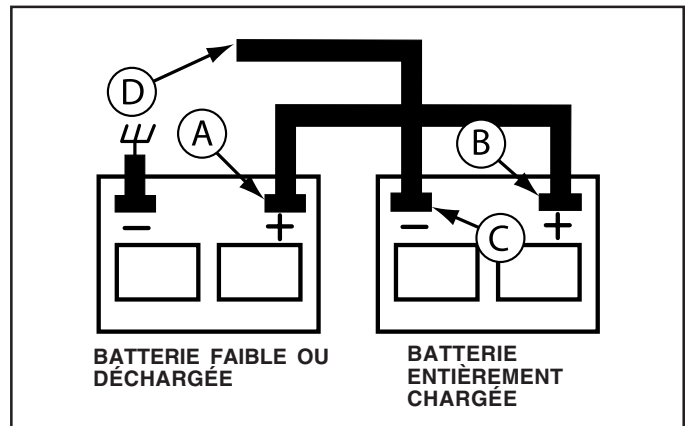 D
A
B
C
– + – +
BATTERIE FAIBLE OU
DÉCHARGÉE
BATTERIE
ENTIÈREMENT
CHARGÉE